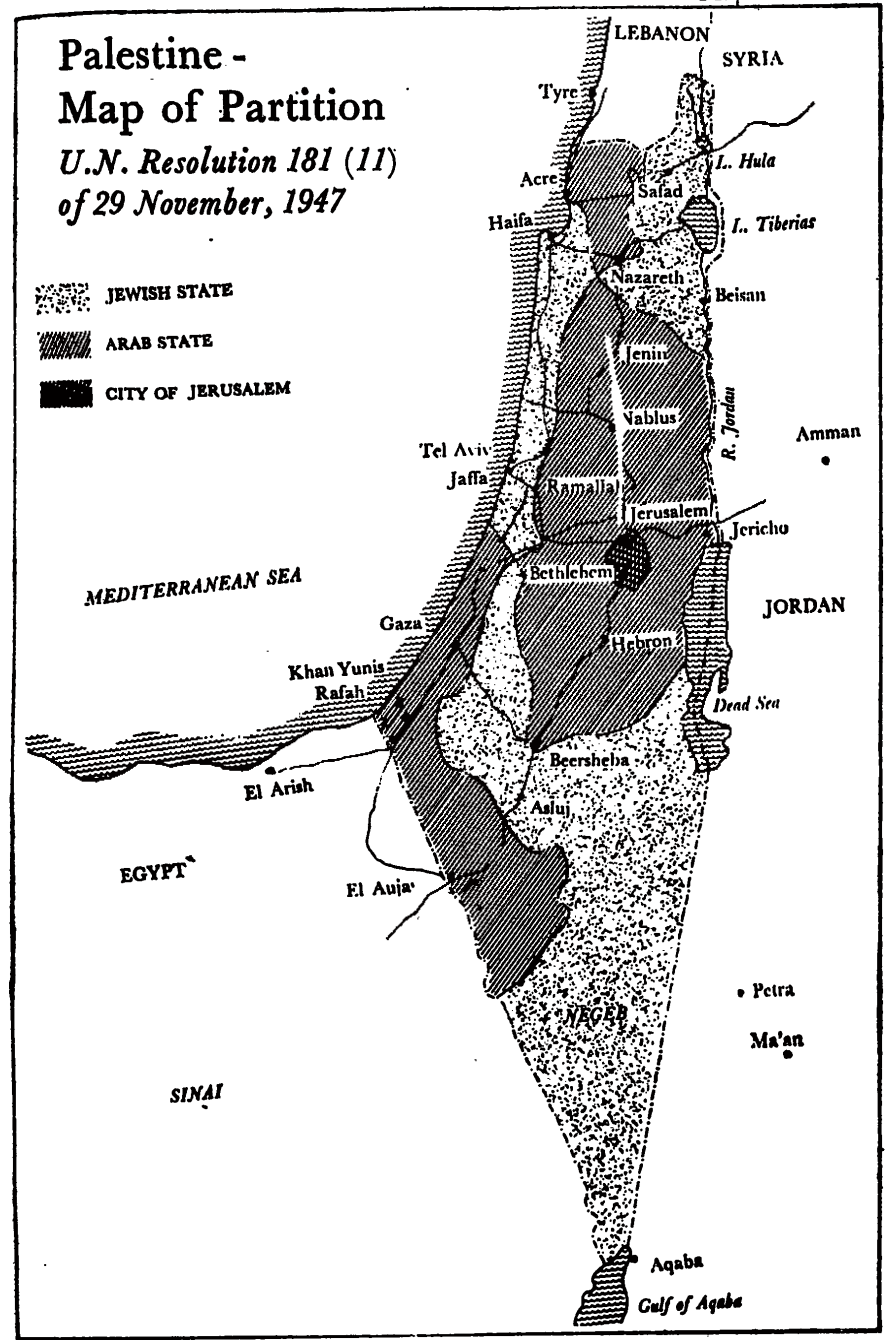 Palestine -
Map of Partition
U.N. Resolution 181 (11)
of 29 November, 1947
JEWISH STATE
ARAB STATE
CITY OF JERUSALEM
LEBANON
SYRIA
Tyre
L. Hula
Acre
Safad
Haifa
L. Tiberias
Nazareth
Beisan
Jenin
R. Jordan
Nablus
Amman
Tel Aviv
Jaffa
Ramalla
Jerusalem
Jericho
Bethlehem
MEDITERRANEAN SEA
JORDAN
Gaza
Hebron
Khan Yunis
Rafah
Dead Sea
Beersheba
El Arish
Asluj
EGYPT
El Auja
Petra
NEGEB
Ma'an
SINAI
Aqaba
Gulf of Aqaba